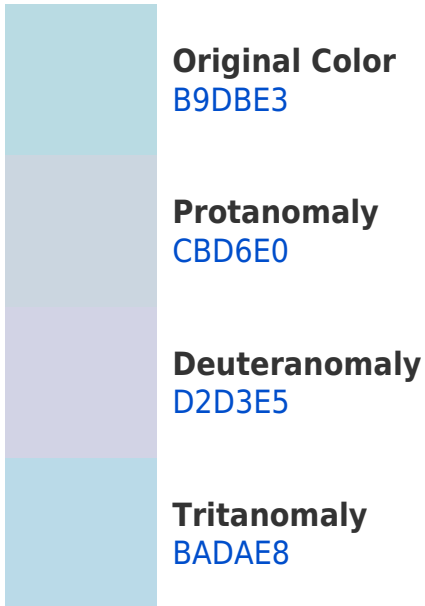 Original Color
B9DBE3
Protanomaly
CBD6E0
Deuteranomaly
D2D3E5
Tritanomaly
BADAE8